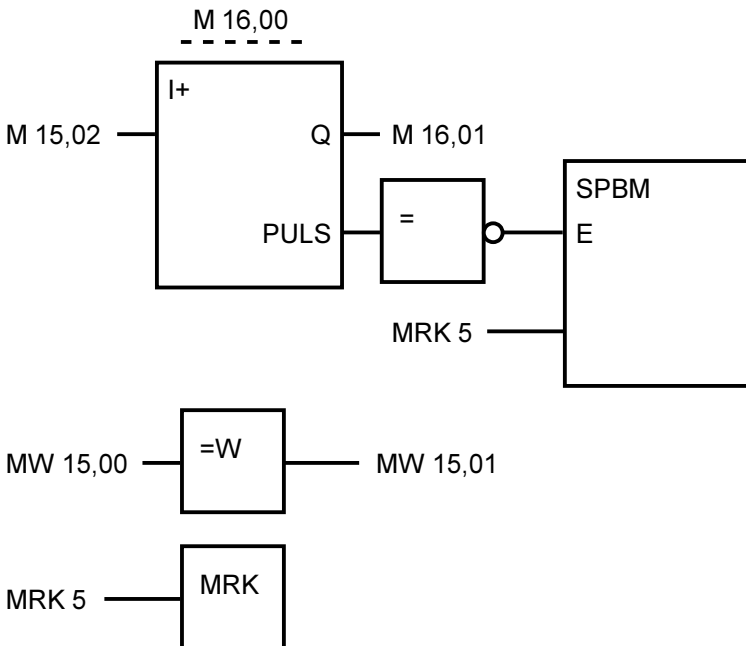 M 16,00
I+
M 15,02
Q
M 16,01
SPBM
PULS
=
E
MRK 5
MW 15,00
=W
MW 15,01
MRK 5
MRK